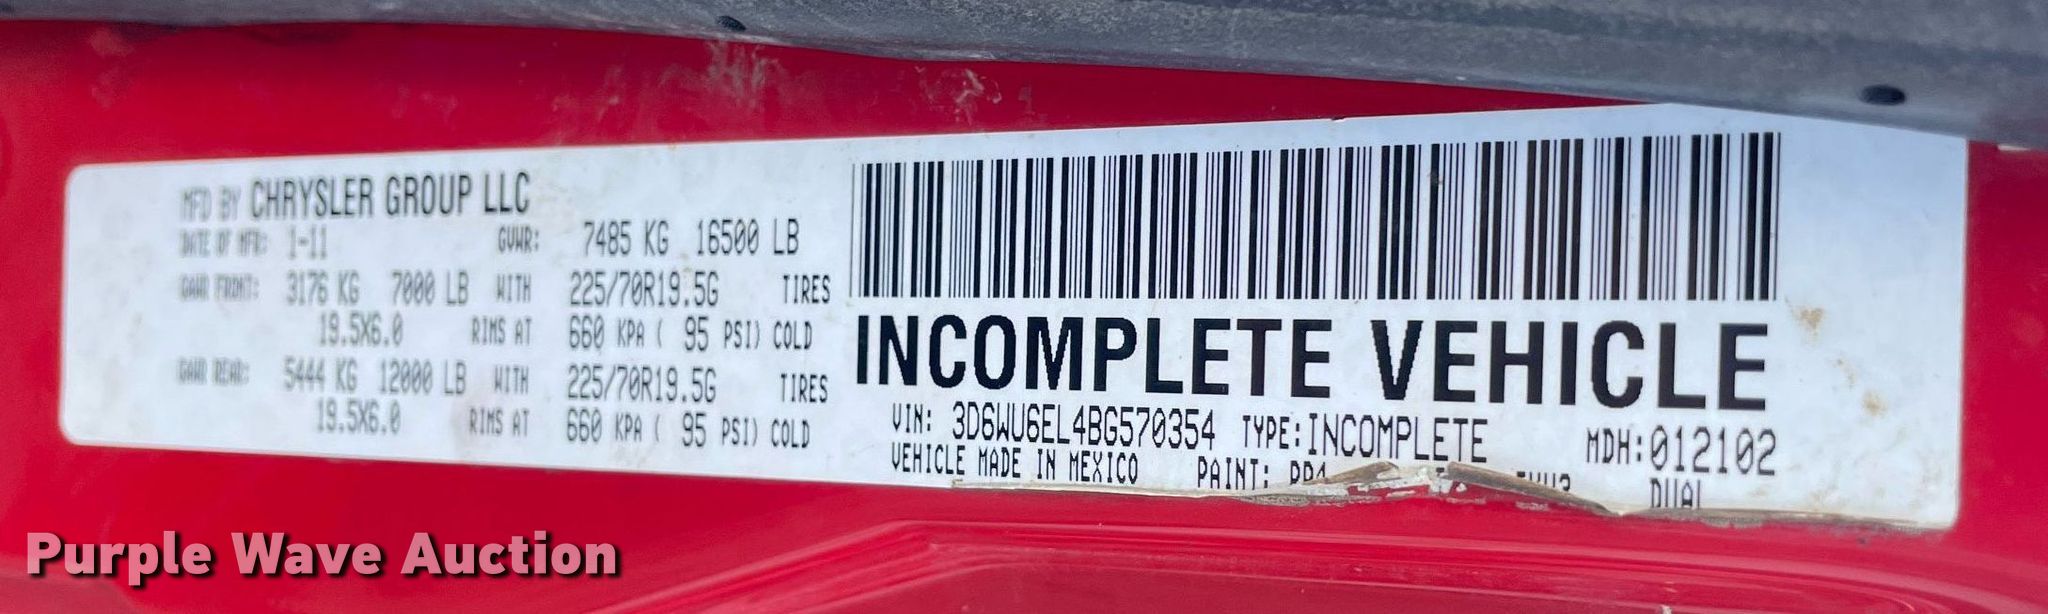 MFD BY CHRYSLER GROUP LLC
DATE OF MFR: 1-11 GVWR: 7485 KG 16500 LB
GAWR FRONT: 3176 KG 7000 LB WITH 225/70R19.5G TIRES
19.5X6.0 RIMS AT 660 KPA ( 95 PSI) COLD
GAWR REAR: 5444 KG 12000 LB WITH 225/70R19.5G TIRES
19.5X6.0 RIMS AT 660 KPA ( 95 PSI) COLD
INCOMPLETE VEHICLE
VIN: 3D6WU6EL4BG570354 TYPE: INCOMPLETE MDH: 012102
VEHICLE MADE IN MEXICO PAINT: PR4 DUAL
Purple Wave Auction